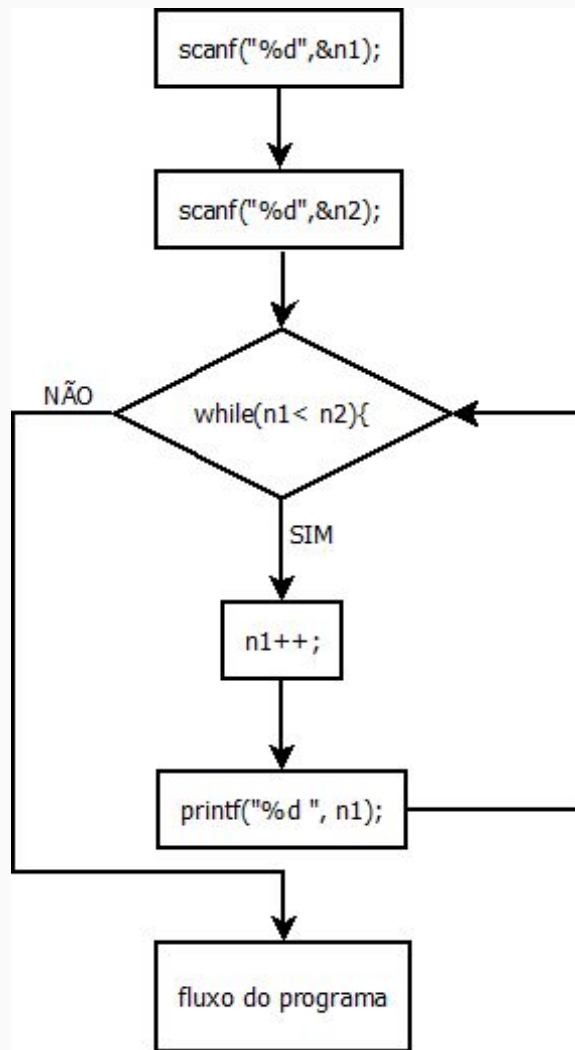 scanf("%d",&n1);
scanf("%d",&n2);
NÃO
while(n1< n2){
SIM
n1++;
printf("%d ", n1);
fluxo do programa